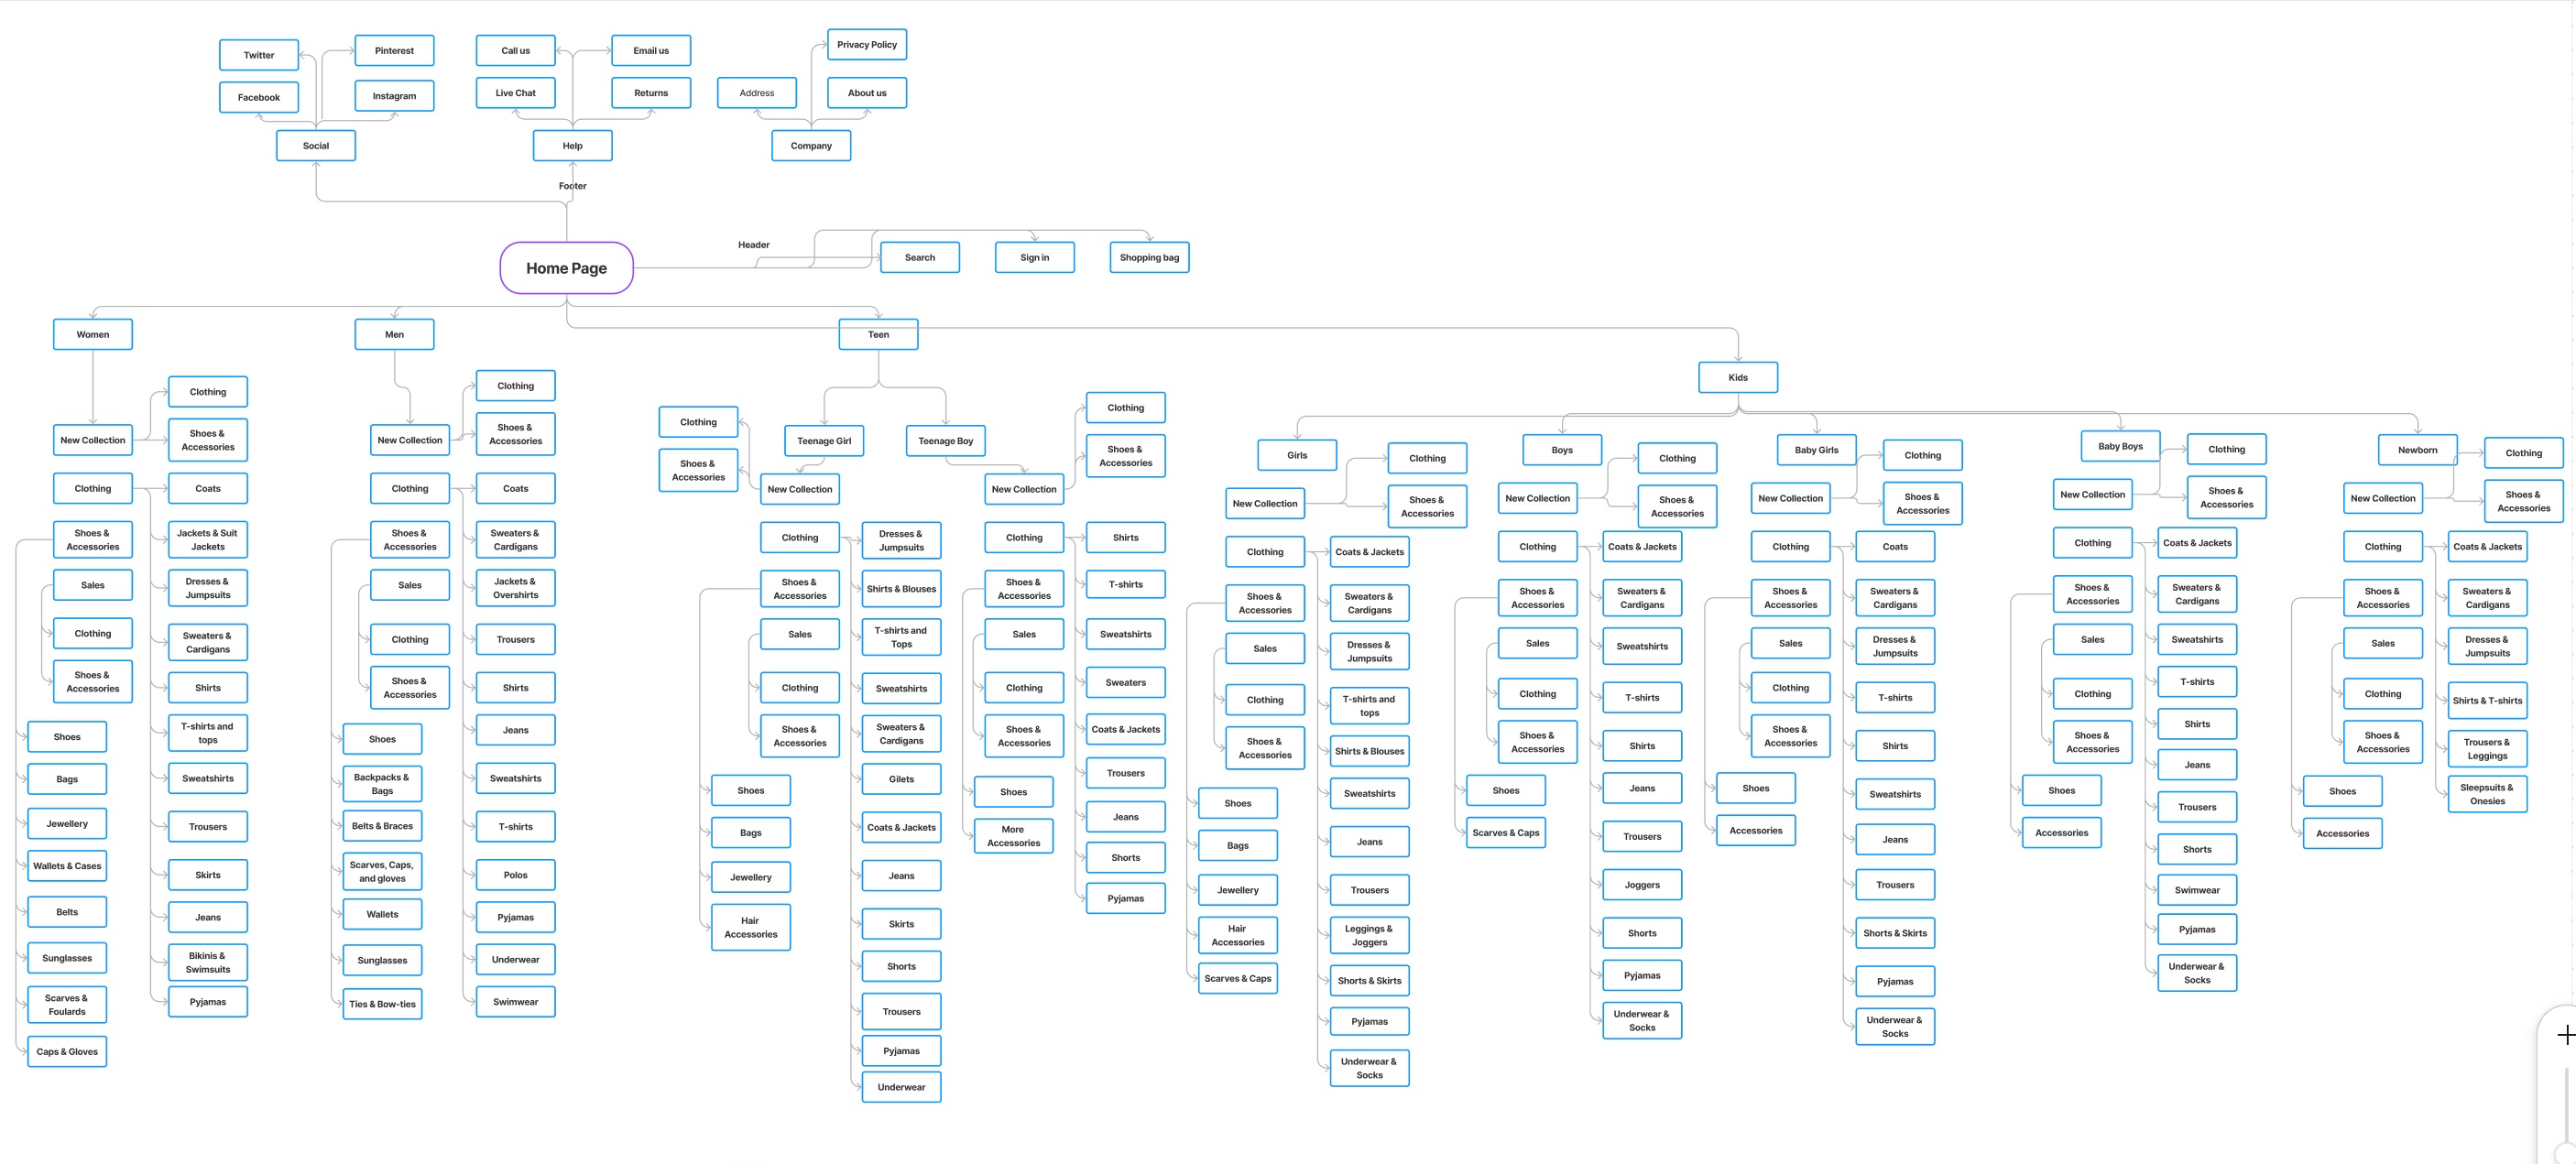 Twitter
Pinterest
Facebook
Instagram
Social
Call us
Email us
Live Chat
Returns
Help
Privacy Policy
Address
About us
Company
Footer
Home Page
Header
Search
Sign in
Shopping bag
Women
New Collection
Clothing
Shoes &
Accessories
Clothing
Coats
Jackets & Suit
Jackets
Dresses &
Jumpsuits
Sweaters &
Cardigans
Shirts
T-shirts and
tops
Sweatshirts
Trousers
Skirts
Jeans
Bikinis &
Swimsuits
Pyjamas
Shoes &
Accessories
Sales
Clothing
Shoes &
Accessories
Shoes
Bags
Jewellery
Wallets & Cases
Belts
Sunglasses
Scarves &
Foulards
Caps & Gloves
Men
New Collection
Clothing
Shoes &
Accessories
Clothing
Coats
Sweaters &
Cardigans
Jackets &
Overshirts
Trousers
Shirts
Jeans
Sweatshirts
T-shirts
Polos
Pyjamas
Underwear
Swimwear
Shoes &
Accessories
Sales
Clothing
Shoes &
Accessories
Shoes
Backpacks &
Bags
Belts & Braces
Scarves, Caps,
and gloves
Wallets
Sunglasses
Ties & Bow-ties
Teen
Teenage Girl
Clothing
Shoes &
Accessories
New Collection
Clothing
Dresses &
Jumpsuits
Shirts & Blouses
T-shirts and
Tops
Sweatshirts
Sweaters &
Cardigans
Gilets
Coats & Jackets
Jeans
Skirts
Shorts
Trousers
Pyjamas
Underwear
Shoes &
Accessories
Sales
Clothing
Shoes &
Accessories
Shoes
Bags
Jewellery
Hair
Accessories
Teenage Boy
New Collection
Clothing
Shoes &
Accessories
Clothing
Shirts
T-shirts
Sweatshirts
Sweaters
Coats & Jackets
Trousers
Jeans
Shorts
Pyjamas
Shoes &
Accessories
Sales
Clothing
Shoes &
Accessories
Shoes
More
Accessories
Kids
Girls
New Collection
Clothing
Shoes &
Accessories
Clothing
Coats & Jackets
Sweaters &
Cardigans
Dresses &
Jumpsuits
T-shirts and
tops
Shirts & Blouses
Sweatshirts
Jeans
Trousers
Leggings &
Joggers
Shorts & Skirts
Pyjamas
Underwear &
Socks
Shoes &
Accessories
Sales
Clothing
Shoes &
Accessories
Shoes
Bags
Jewellery
Hair
Accessories
Scarves & Caps
Boys
New Collection
Clothing
Shoes &
Accessories
Clothing
Coats & Jackets
Sweaters &
Cardigans
Sweatshirts
T-shirts
Shirts
Jeans
Trousers
Joggers
Shorts
Pyjamas
Underwear &
Socks
Shoes &
Accessories
Sales
Clothing
Shoes &
Accessories
Shoes
Scarves & Caps
Baby Girls
New Collection
Clothing
Shoes &
Accessories
Clothing
Coats
Sweaters &
Cardigans
Dresses &
Jumpsuits
T-shirts
Shirts
Sweatshirts
Jeans
Trousers
Shorts & Skirts
Pyjamas
Underwear &
Socks
Shoes &
Accessories
Sales
Clothing
Shoes &
Accessories
Shoes
Accessories
Baby Boys
New Collection
Clothing
Shoes &
Accessories
Clothing
Coats & Jackets
Sweaters &
Cardigans
Sweatshirts
T-shirts
Shirts
Jeans
Trousers
Shorts
Swimwear
Pyjamas
Underwear &
Socks
Shoes &
Accessories
Sales
Clothing
Shoes &
Accessories
Shoes
Accessories
Newborn
New Collection
Clothing
Shoes &
Accessories
Clothing
Coats & Jackets
Sweaters &
Cardigans
Dresses &
Jumpsuits
Shirts & T-shirts
Trousers &
Leggings
Sleepsuits &
Onesies
Shoes &
Accessories
Sales
Clothing
Shoes &
Accessories
Shoes
Accessories